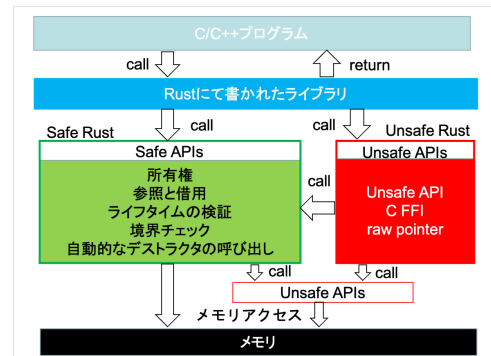 C/C++プログラム
call
return
Rustにて書かれたライブラリ
Safe Rust
call
call
Unsafe Rust
Safe APIs
Unsafe APIs
所有権
参照と借用
ライフタイムの検証
境界チェック
自動的なデストラクタの呼び出し
call
Unsafe API
C FFI
raw pointer
call
call
Unsafe APIs
メモリアクセス
メモリ